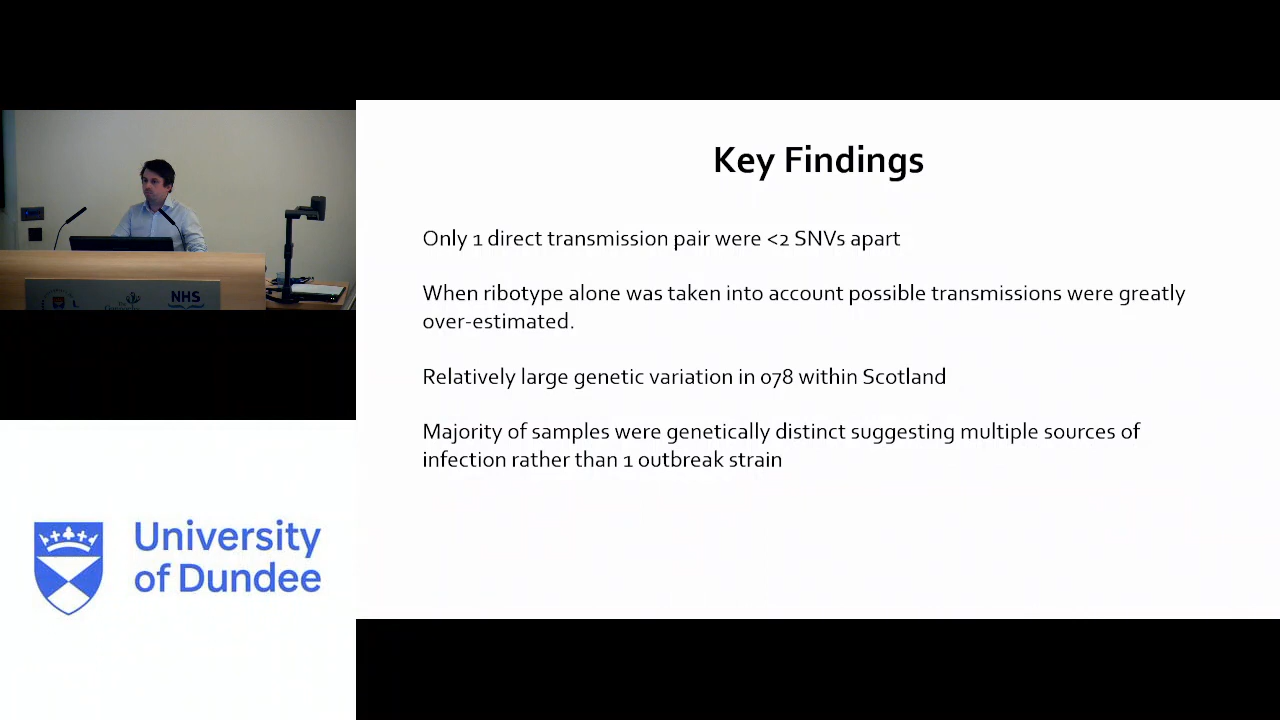 Key Findings
Only 1 direct transmission pair were <2 SNVs apart
When ribotype alone was taken into account possible transmissions were greatly
over-estimated.
Relatively large genetic variation in 078 within Scotland
Majority of samples were genetically distinct suggesting multiple sources of
infection rather than 1 outbreak strain
NHS
University
of Dundee